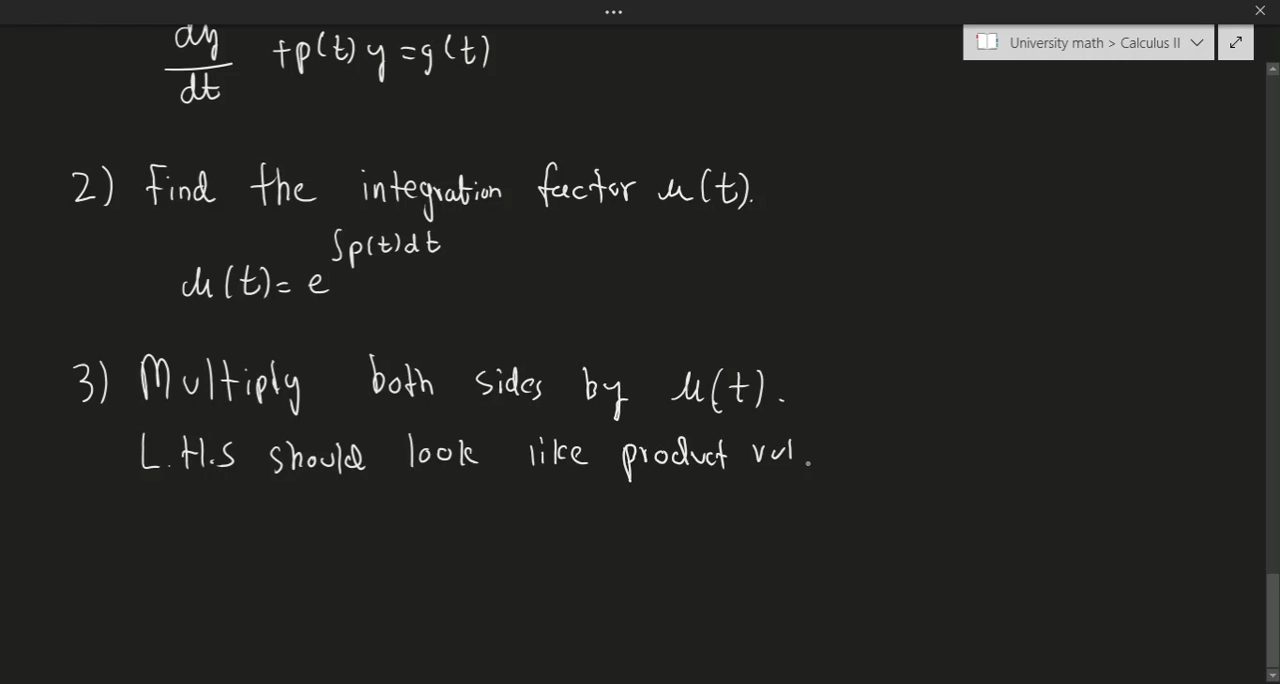 ...
University math > Calculus II
dy
+p(t) y = g(t)
dt
2) Find the integration factor μ(t).
∫p(t)dt
μ(t) = e
3) Multiply both sides by μ(t).
L.H.S should look like product rul